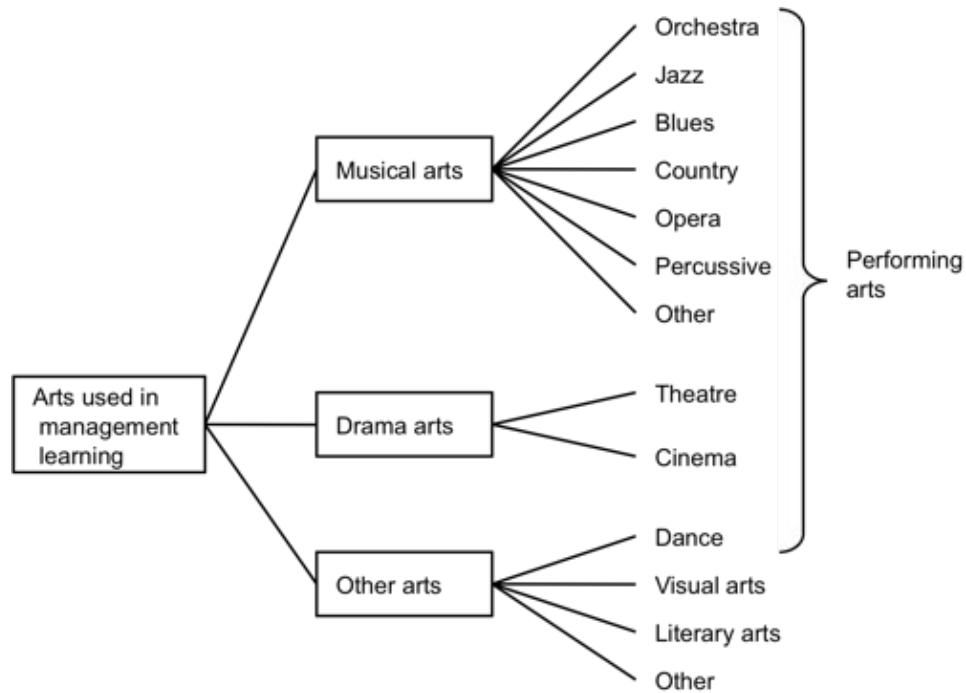 Arts used in
management
learning
Musical arts
Orchestra
Jazz
Blues
Country
Opera
Percussive
Other
Drama arts
Theatre
Cinema
Other arts
Dance
Visual arts
Literary arts
Other
Performing
arts